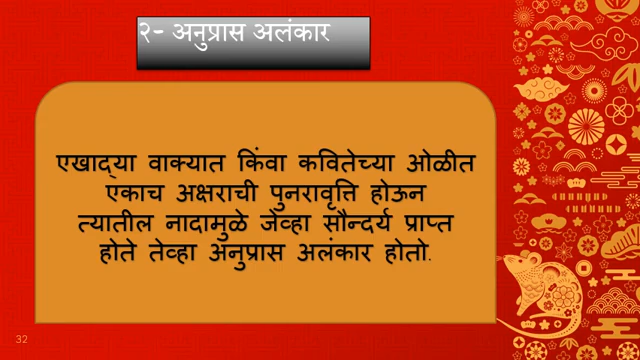 २- अनुप्रास अलंकार
एखाद्या वाक्यात किंवा कवितेच्या ओळीत
एकाच अक्षराची पुनरावृत्ति होऊन
त्यातील नादामुळे जेव्हा सौन्दर्य प्राप्त
होते तेव्हा अनुप्रास अलंकार होतो.
32